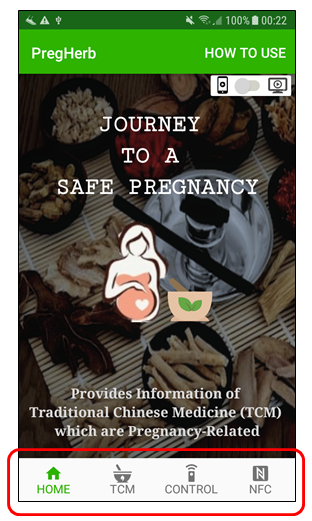 100% 00:22
PregHerb HOW TO USE
JOURNEY
TO A
SAFE PREGNANCY
Provides Information of
Traditional Chinese Medicine (TCM)
which are Pregnancy-Related
HOME TCM CONTROL NFC